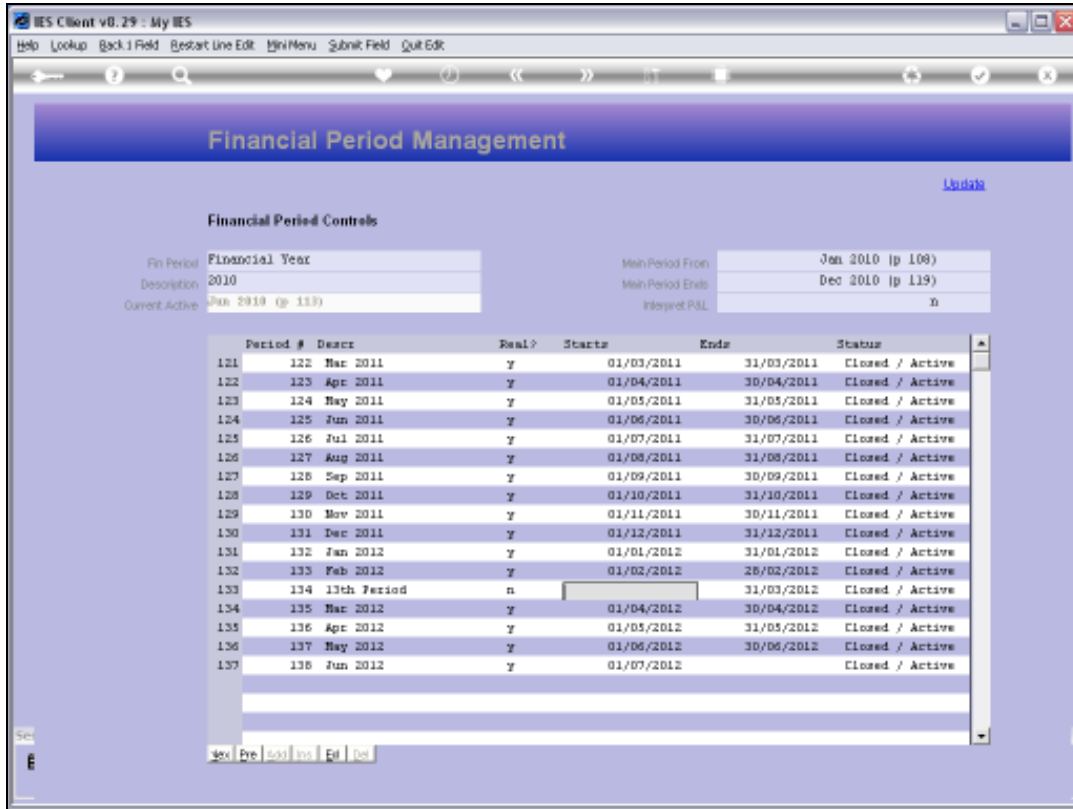 IES Client v8.29 : My IES
Help Lookup Back 1 Field Restart Line Edit MiniMenu Submit Field Quit Edit
Financial Period Management
Update
Financial Period Controls
Fin Period Financial Year Main Period From Jan 2010 (p 108)
Description 2010 Main Period Ends Dec 2010 (p 119)
Current Active Jun 2010 (p 113) Interpret P&L n
Period # Descr Real? Starts Ends Status
121 122 Mar 2011 y 01/03/2011 31/03/2011 Closed / Active
122 123 Apr 2011 y 01/04/2011 30/04/2011 Closed / Active
123 124 May 2011 y 01/05/2011 31/05/2011 Closed / Active
124 125 Jun 2011 y 01/06/2011 30/06/2011 Closed / Active
125 126 Jul 2011 y 01/07/2011 31/07/2011 Closed / Active
126 127 Aug 2011 y 01/08/2011 31/08/2011 Closed / Active
127 128 Sep 2011 y 01/09/2011 30/09/2011 Closed / Active
128 129 Oct 2011 y 01/10/2011 31/10/2011 Closed / Active
129 130 Nov 2011 y 01/11/2011 30/11/2011 Closed / Active
130 131 Dec 2011 y 01/12/2011 31/12/2011 Closed / Active
131 132 Jan 2012 y 01/01/2012 31/01/2012 Closed / Active
132 133 Feb 2012 y 01/02/2012 28/02/2012 Closed / Active
133 134 13th Period n 31/03/2012 Closed / Active
134 135 Mar 2012 y 01/04/2012 30/04/2012 Closed / Active
135 136 Apr 2012 y 01/05/2012 31/05/2012 Closed / Active
136 137 May 2012 y 01/06/2012 30/06/2012 Closed / Active
137 138 Jun 2012 y 01/07/2012 Closed / Active
Nex Pre Add Ins Ed Del